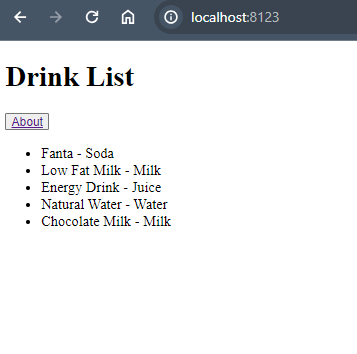 localhost:8123
Drink List
About
Fanta - Soda
Low Fat Milk - Milk
Energy Drink - Juice
Natural Water - Water
Chocolate Milk - Milk